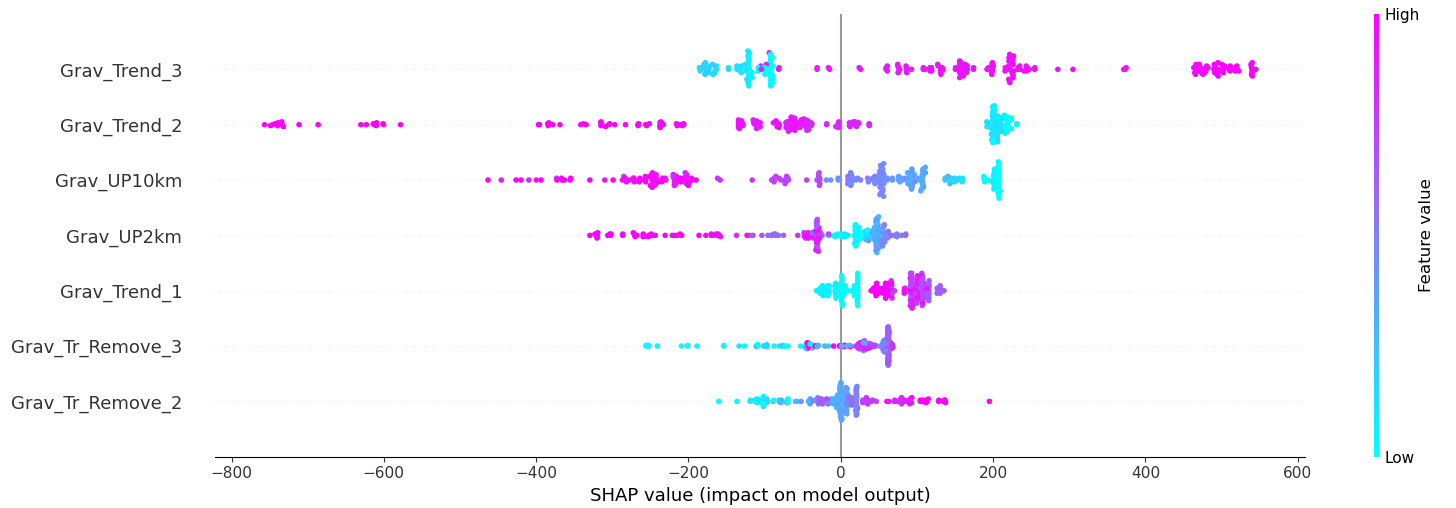 High
Grav_Trend_3
Grav_Trend_2
Grav_UP10km
Grav_UP2km
Grav_Trend_1
Grav_Tr_Remove_3
Grav_Tr_Remove_2
Feature value
Low
−800 −600 −400 −200 0 200 400 600
SHAP value (impact on model output)